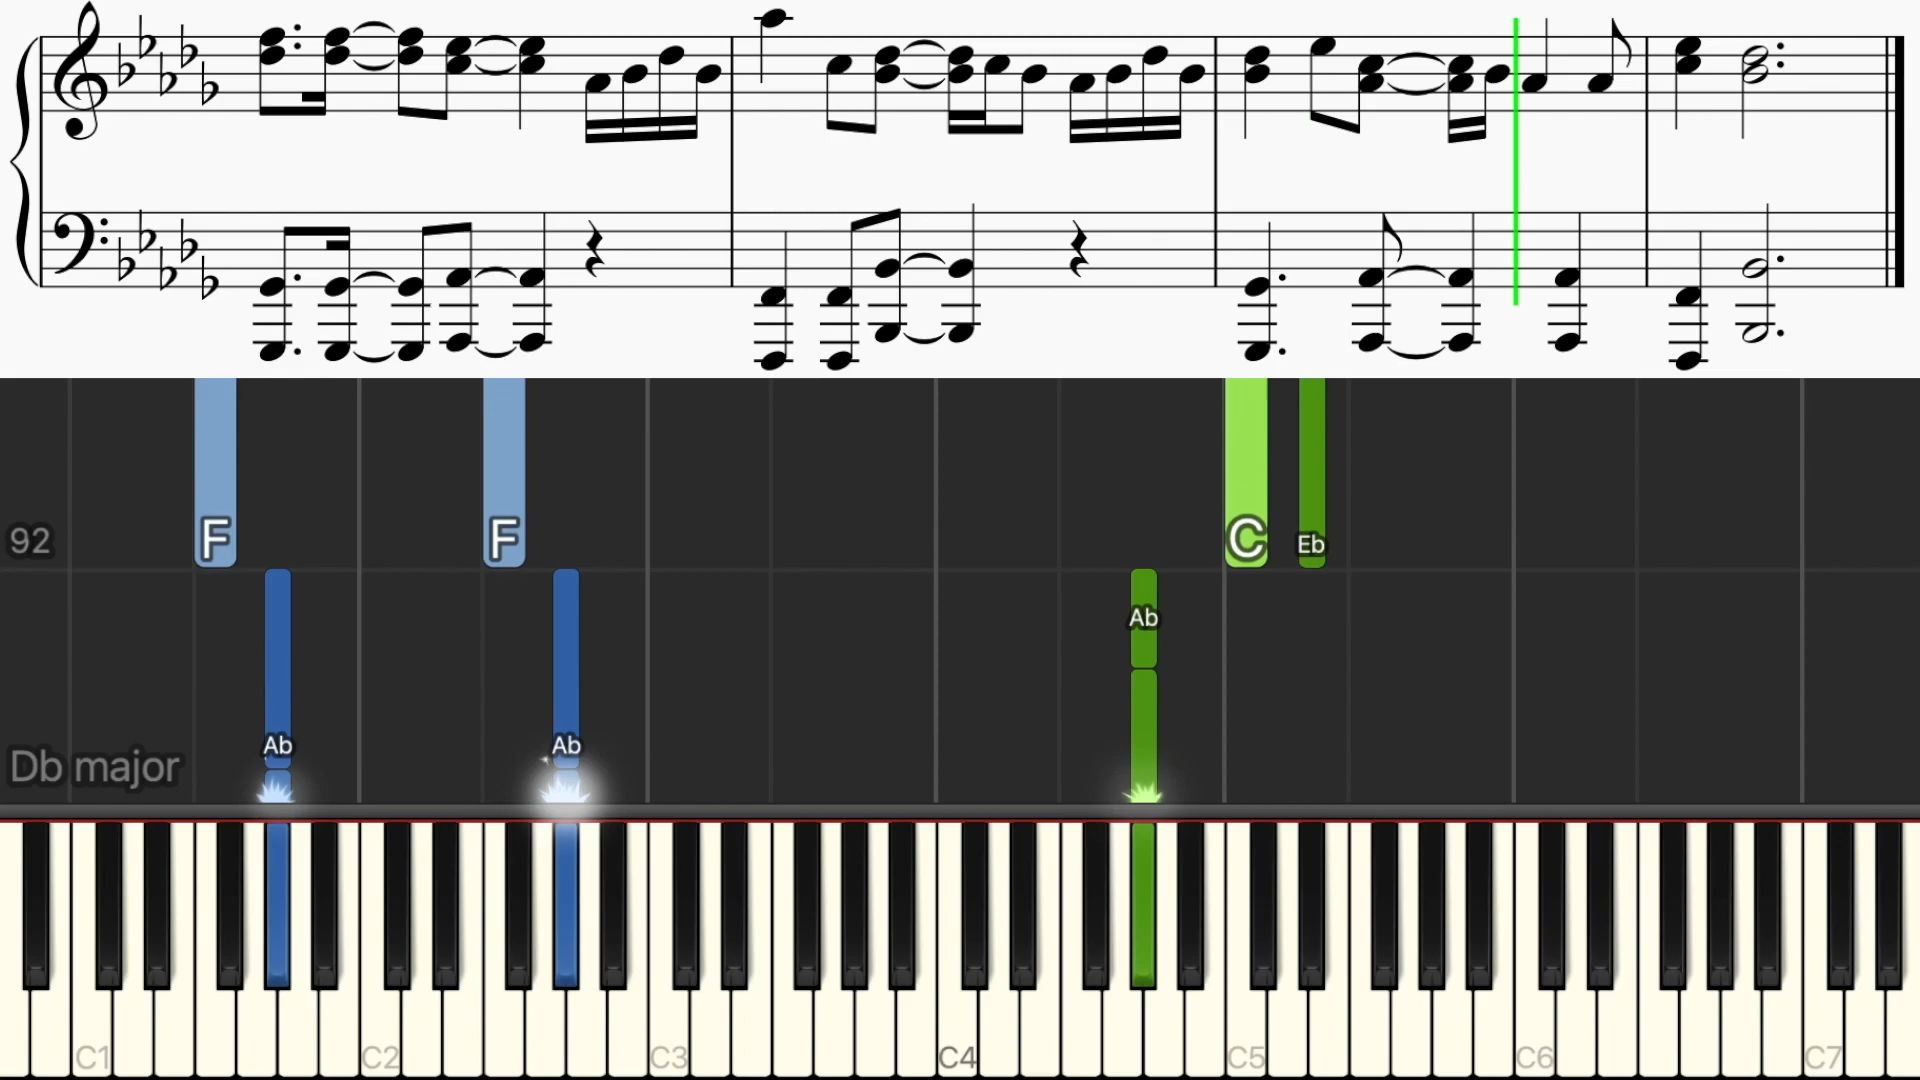 F F C Eb
92
Ab
Ab Ab
Db major
C1 C2 C3 C4 C5 C6 C7